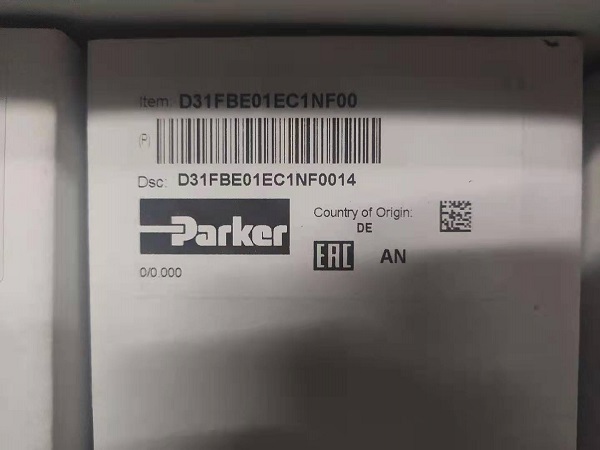 Item: D31FBE01EC1NF00
(P)
Dsc: D31FBE01EC1NF0014
Parker
Country of Origin:
DE
EAC AN
0/0.000